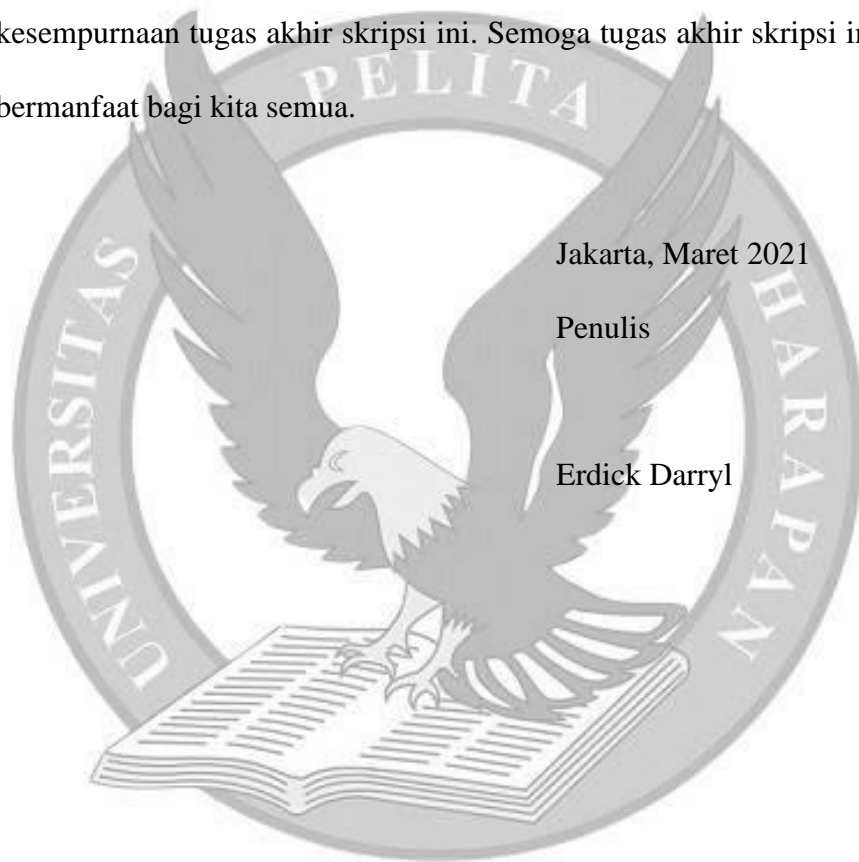 kesempurnaan tugas akhir skripsi ini. Semoga tugas akhir skripsi
bermanfaat bagi kita semua.
Jakarta, Maret 2021
Penulis
Erdick Darryl
UNIVERSITAS PELITA HARAPAN